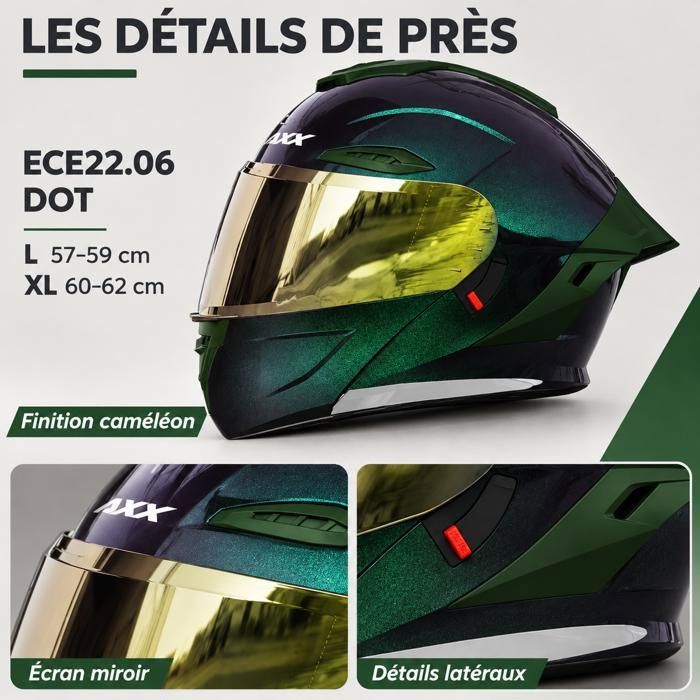 LES DÉTAILS DE PRÈS
AXX
ECE22.06
DOT
L 57–59 cm
XL 60–62 cm
Finition caméléon
AXX
Écran miroir
Détails latéraux